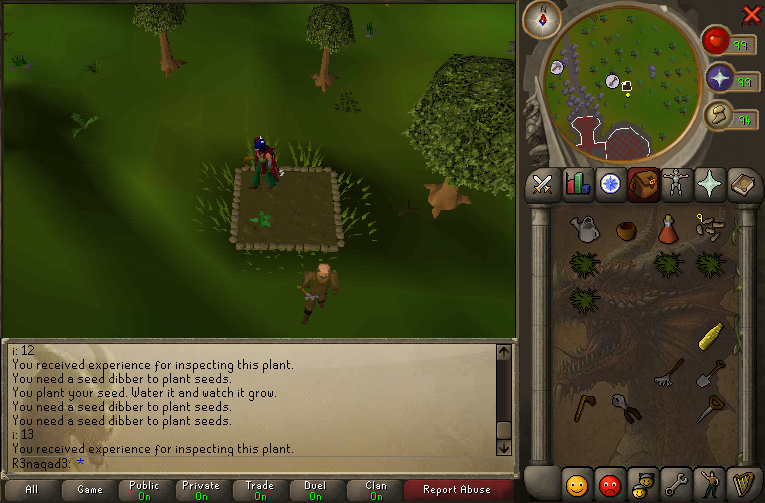 99
99
94
i: 12
You received experience for inspecting this plant.
You need a seed dibber to plant seeds.
You plant your seed. Water it and watch it grow.
You need a seed dibber to plant seeds.
You need a seed dibber to plant seeds.
i: 13
You received experience for inspecting this plant.
R3naqad3: *
All Game Public On Private On Trade On Duel On Clan On Report Abuse